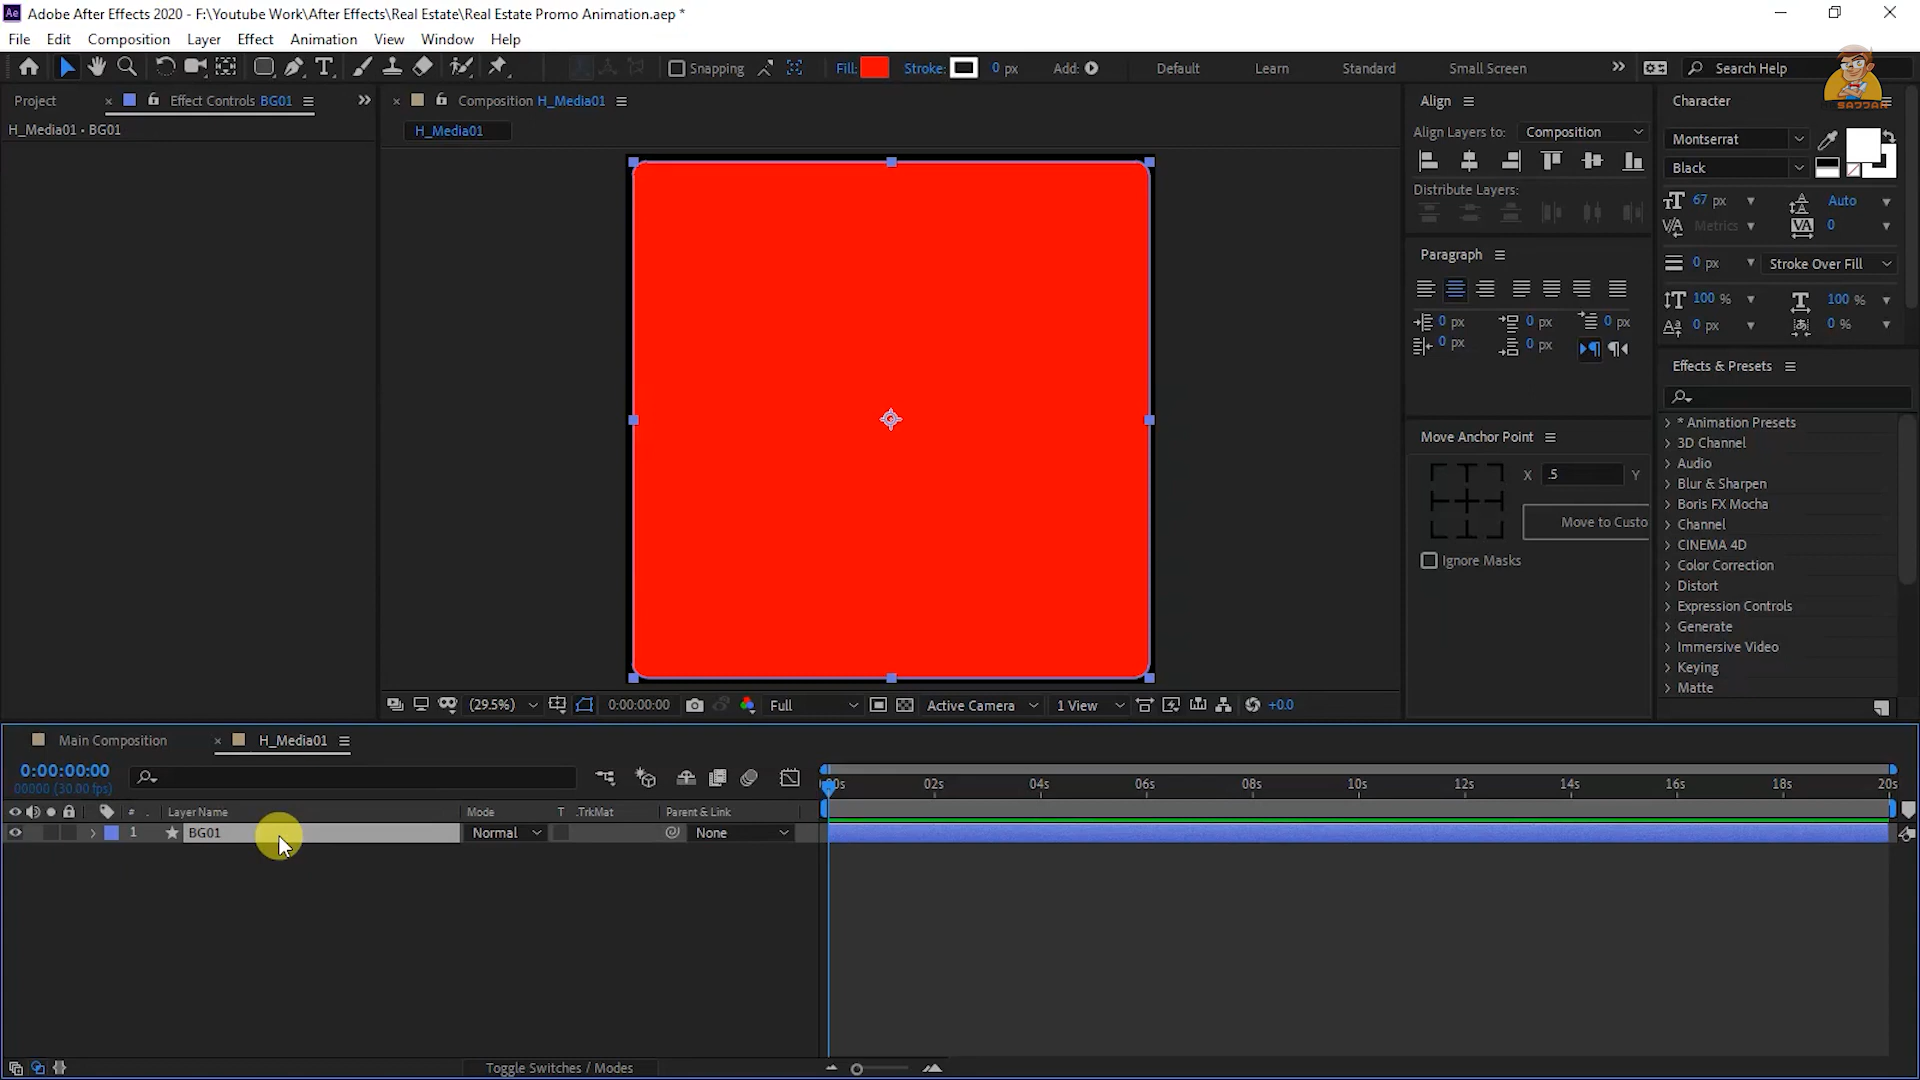 Adobe After Effects 2020 - F:\Youtube Work\After Effects\Real Estate\Real Estate Promo Animation.aep *
File Edit Composition Layer Effect Animation View Window Help
Snapping Fill: Stroke: 0 px Add: Default Learn Standard Small Screen Search Help
SAJJAD
Project Effect Controls BG01 Composition H_Media01 Align Character
H_Media01 • BG01
H_Media01
Align Layers to: Composition
Montserrat
Black
Distribute Layers:
67 px Auto
Metrics 0
Paragraph
0 px Stroke Over Fill
100 % 100 %
0 px 0 %
0 px 0 px 0 px
0 px 0 px
Effects & Presets
* Animation Presets
3D Channel
Audio
Blur & Sharpen
Boris FX Mocha
Channel
CINEMA 4D
Color Correction
Distort
Expression Controls
Generate
Immersive Video
Keying
Matte
Move Anchor Point
X .5 Y
Move to Custo
Ignore Masks
(29.5%) 0:00:00:00 Full Active Camera 1 View +0.0
Main Composition H_Media01
0:00:00:00
00000 (30.00 fps)
00s 02s 04s 06s 08s 10s 12s 14s 16s 18s 20s
# Layer Name Mode T .TrkMat Parent & Link
1 BG01 Normal None
Toggle Switches / Modes